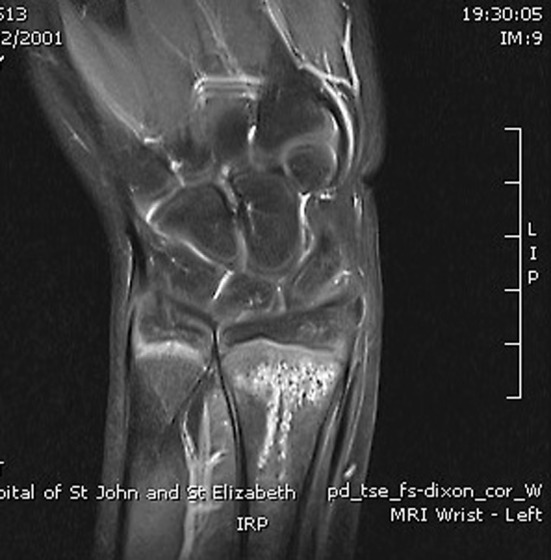 513
19:30:05
2/2001
IM:9
L
I
P
pital of St John and St Elizabeth
pd_tse_fs-dixon_cor_W
IRP
MRI Wrist - Left